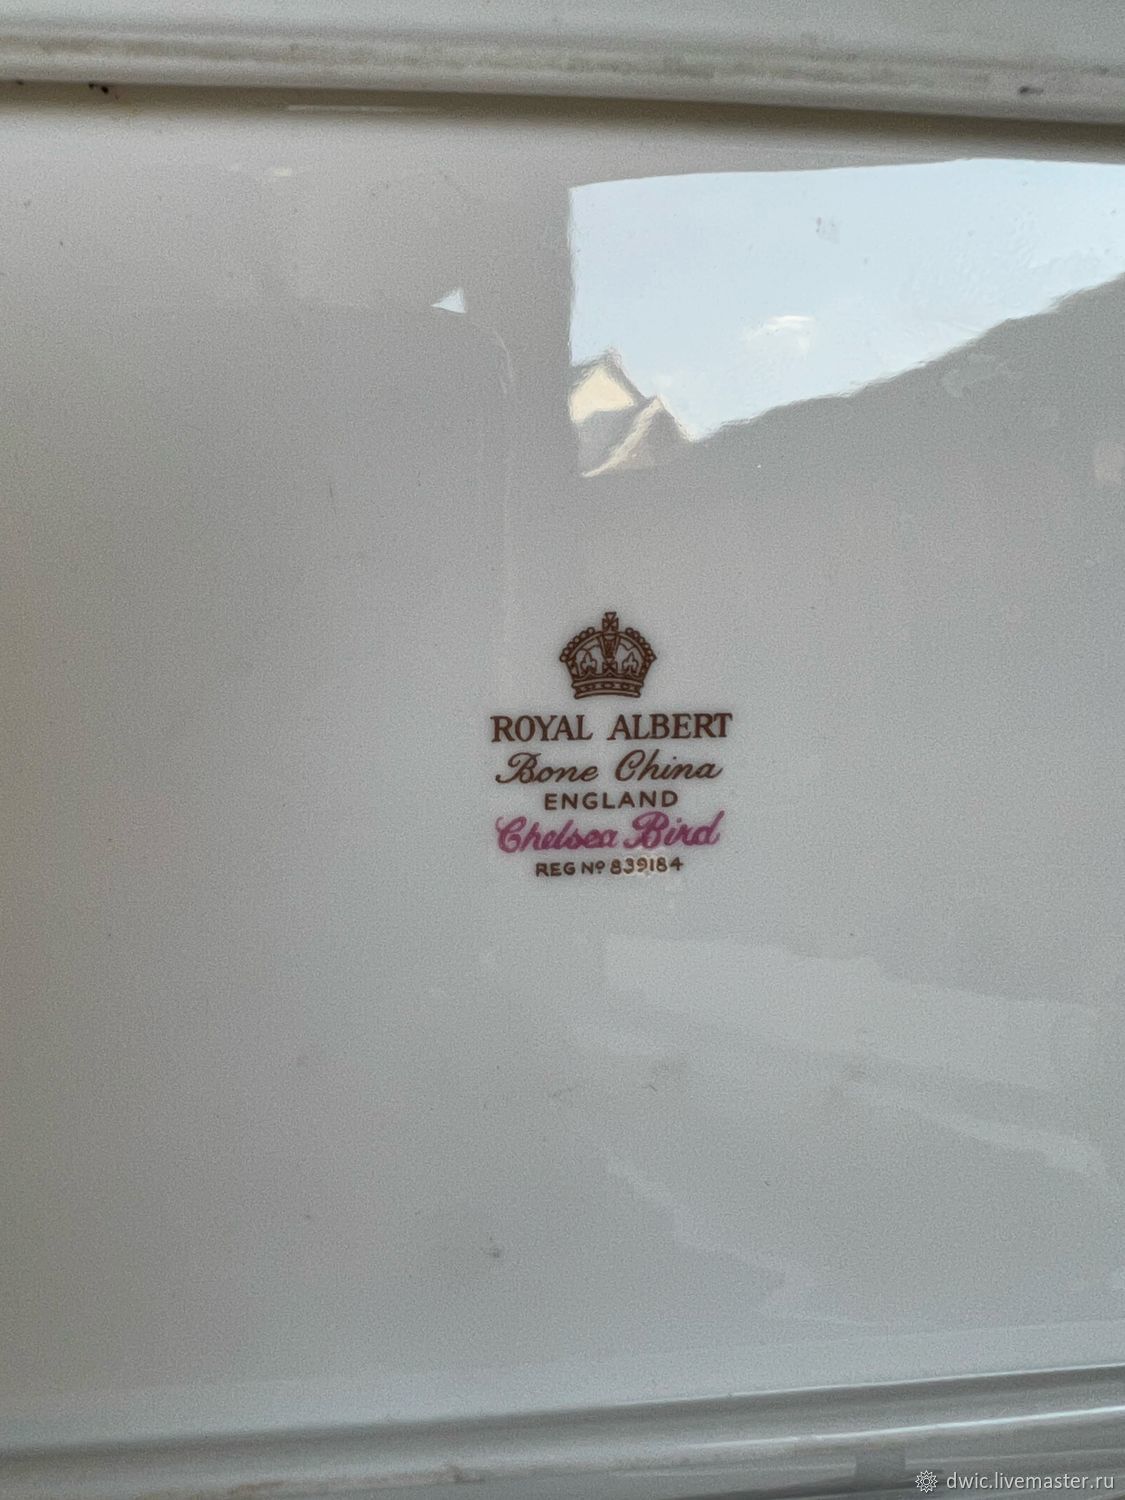 ROYAL ALBERT
Bone China
ENGLAND
Chelsea Bird
REG Nº 839184
dwic.livemaster.ru